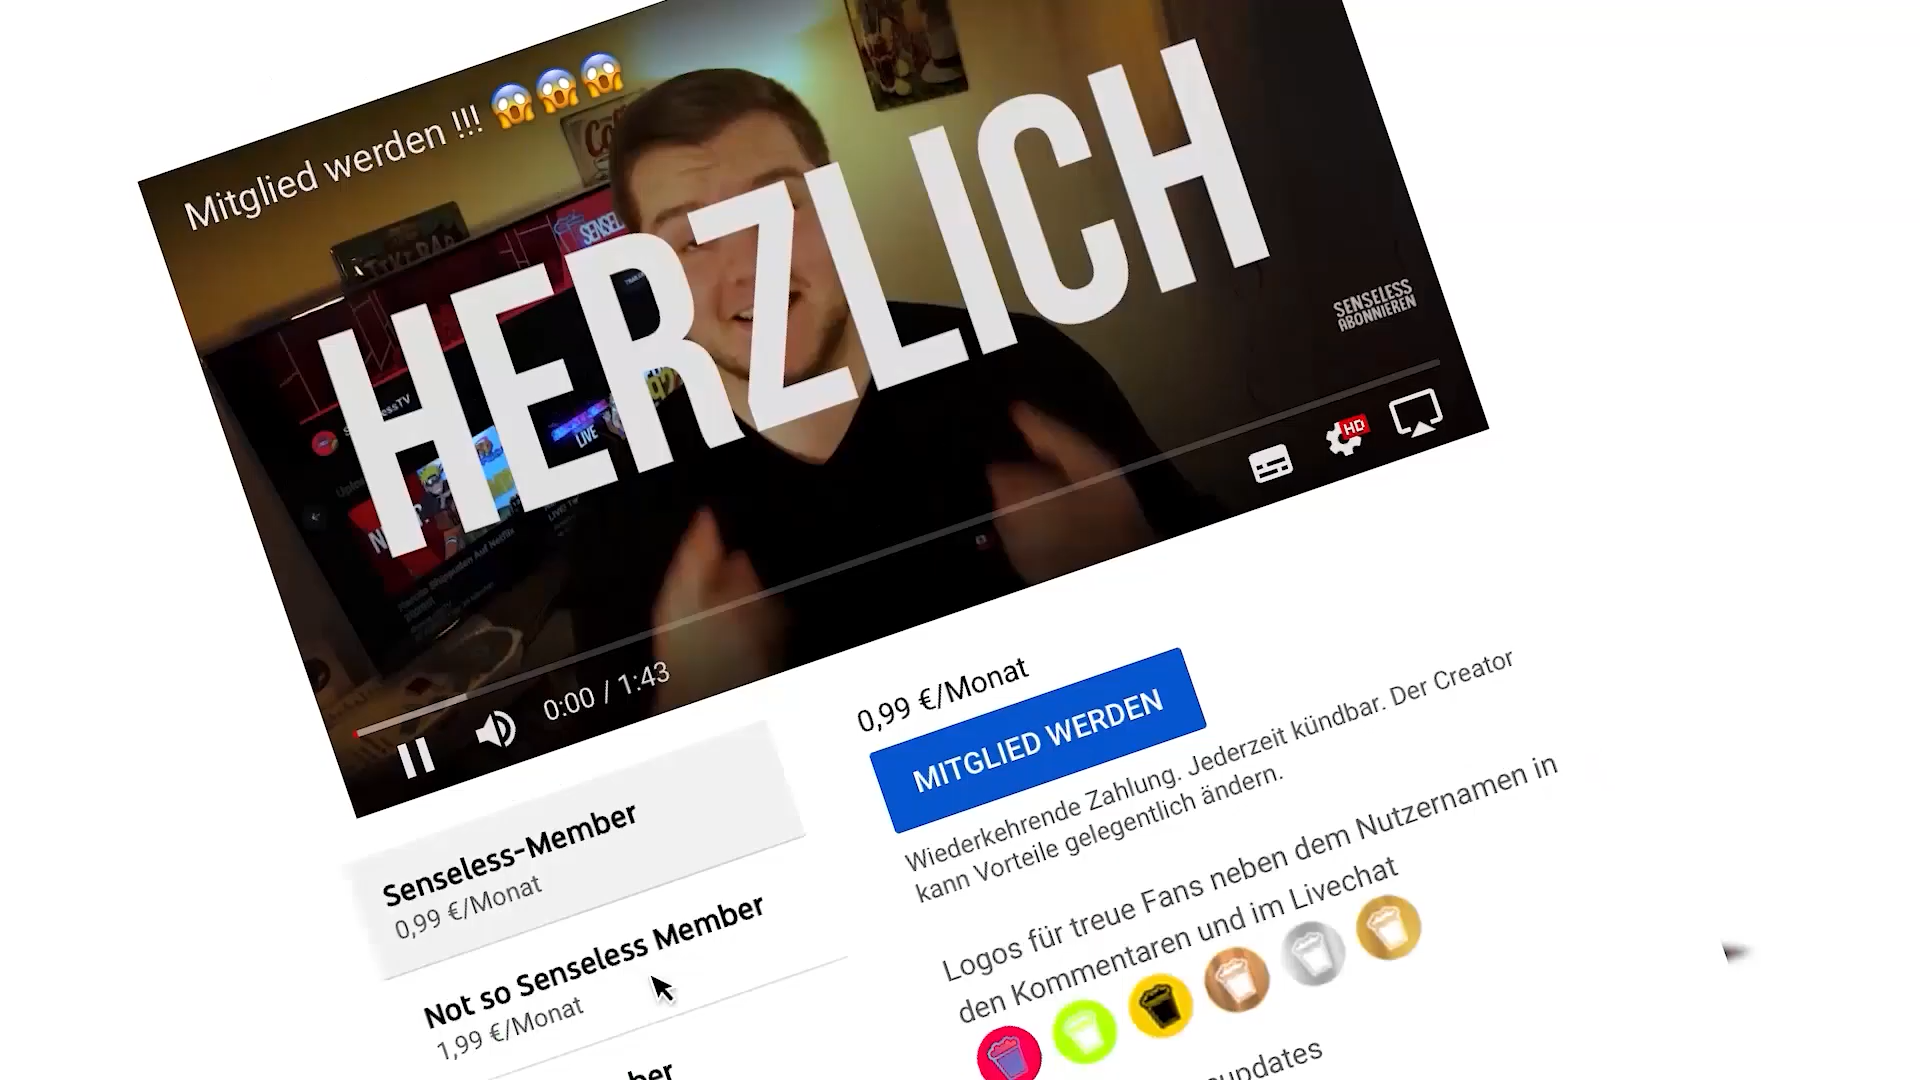 Mitglied werden !!! 😱😱😱
HERZLICH
SENSELESS
ABONNIEREN
LIVE
HD
0:00 / 1:43
Senseless-Member
0,99 €/Monat
Not so Senseless Member
1,99 €/Monat
0,99 €/Monat
MITGLIED WERDEN
Wiederkehrende Zahlung. Jederzeit kündbar. Der Creator
kann Vorteile gelegentlich ändern.
Logos für treue Fans neben dem Nutzernamen in
den Kommentaren und im Livechat